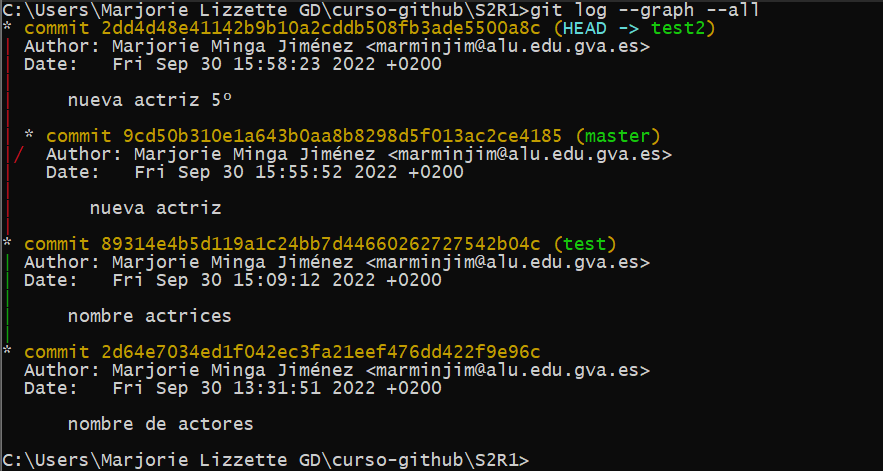 C:\Users\Marjorie Lizzette GD\curso-github\S2R1>git log --graph --all
* commit 2dd4d48e41142b9b10a2cddb508fb3ade5500a8c (HEAD -> test2)
| Author: Marjorie Minga Jiménez <marminjim@alu.edu.gva.es>
| Date:   Fri Sep 30 15:58:23 2022 +0200
|
|     nueva actriz 5º
|
| * commit 9cd50b310e1a643b0aa8b8298d5f013ac2ce4185 (master)
|/  Author: Marjorie Minga Jiménez <marminjim@alu.edu.gva.es>
|   Date:   Fri Sep 30 15:55:52 2022 +0200
|
|       nueva actriz
|
* commit 89314e4b5d119a1c24bb7d44660262727542b04c (test)
| Author: Marjorie Minga Jiménez <marminjim@alu.edu.gva.es>
| Date:   Fri Sep 30 15:09:12 2022 +0200
|
|     nombre actrices
|
* commit 2d64e7034ed1f042ec3fa21eef476dd422f9e96c
  Author: Marjorie Minga Jiménez <marminjim@alu.edu.gva.es>
  Date:   Fri Sep 30 13:31:51 2022 +0200

      nombre de actores

C:\Users\Marjorie Lizzette GD\curso-github\S2R1>